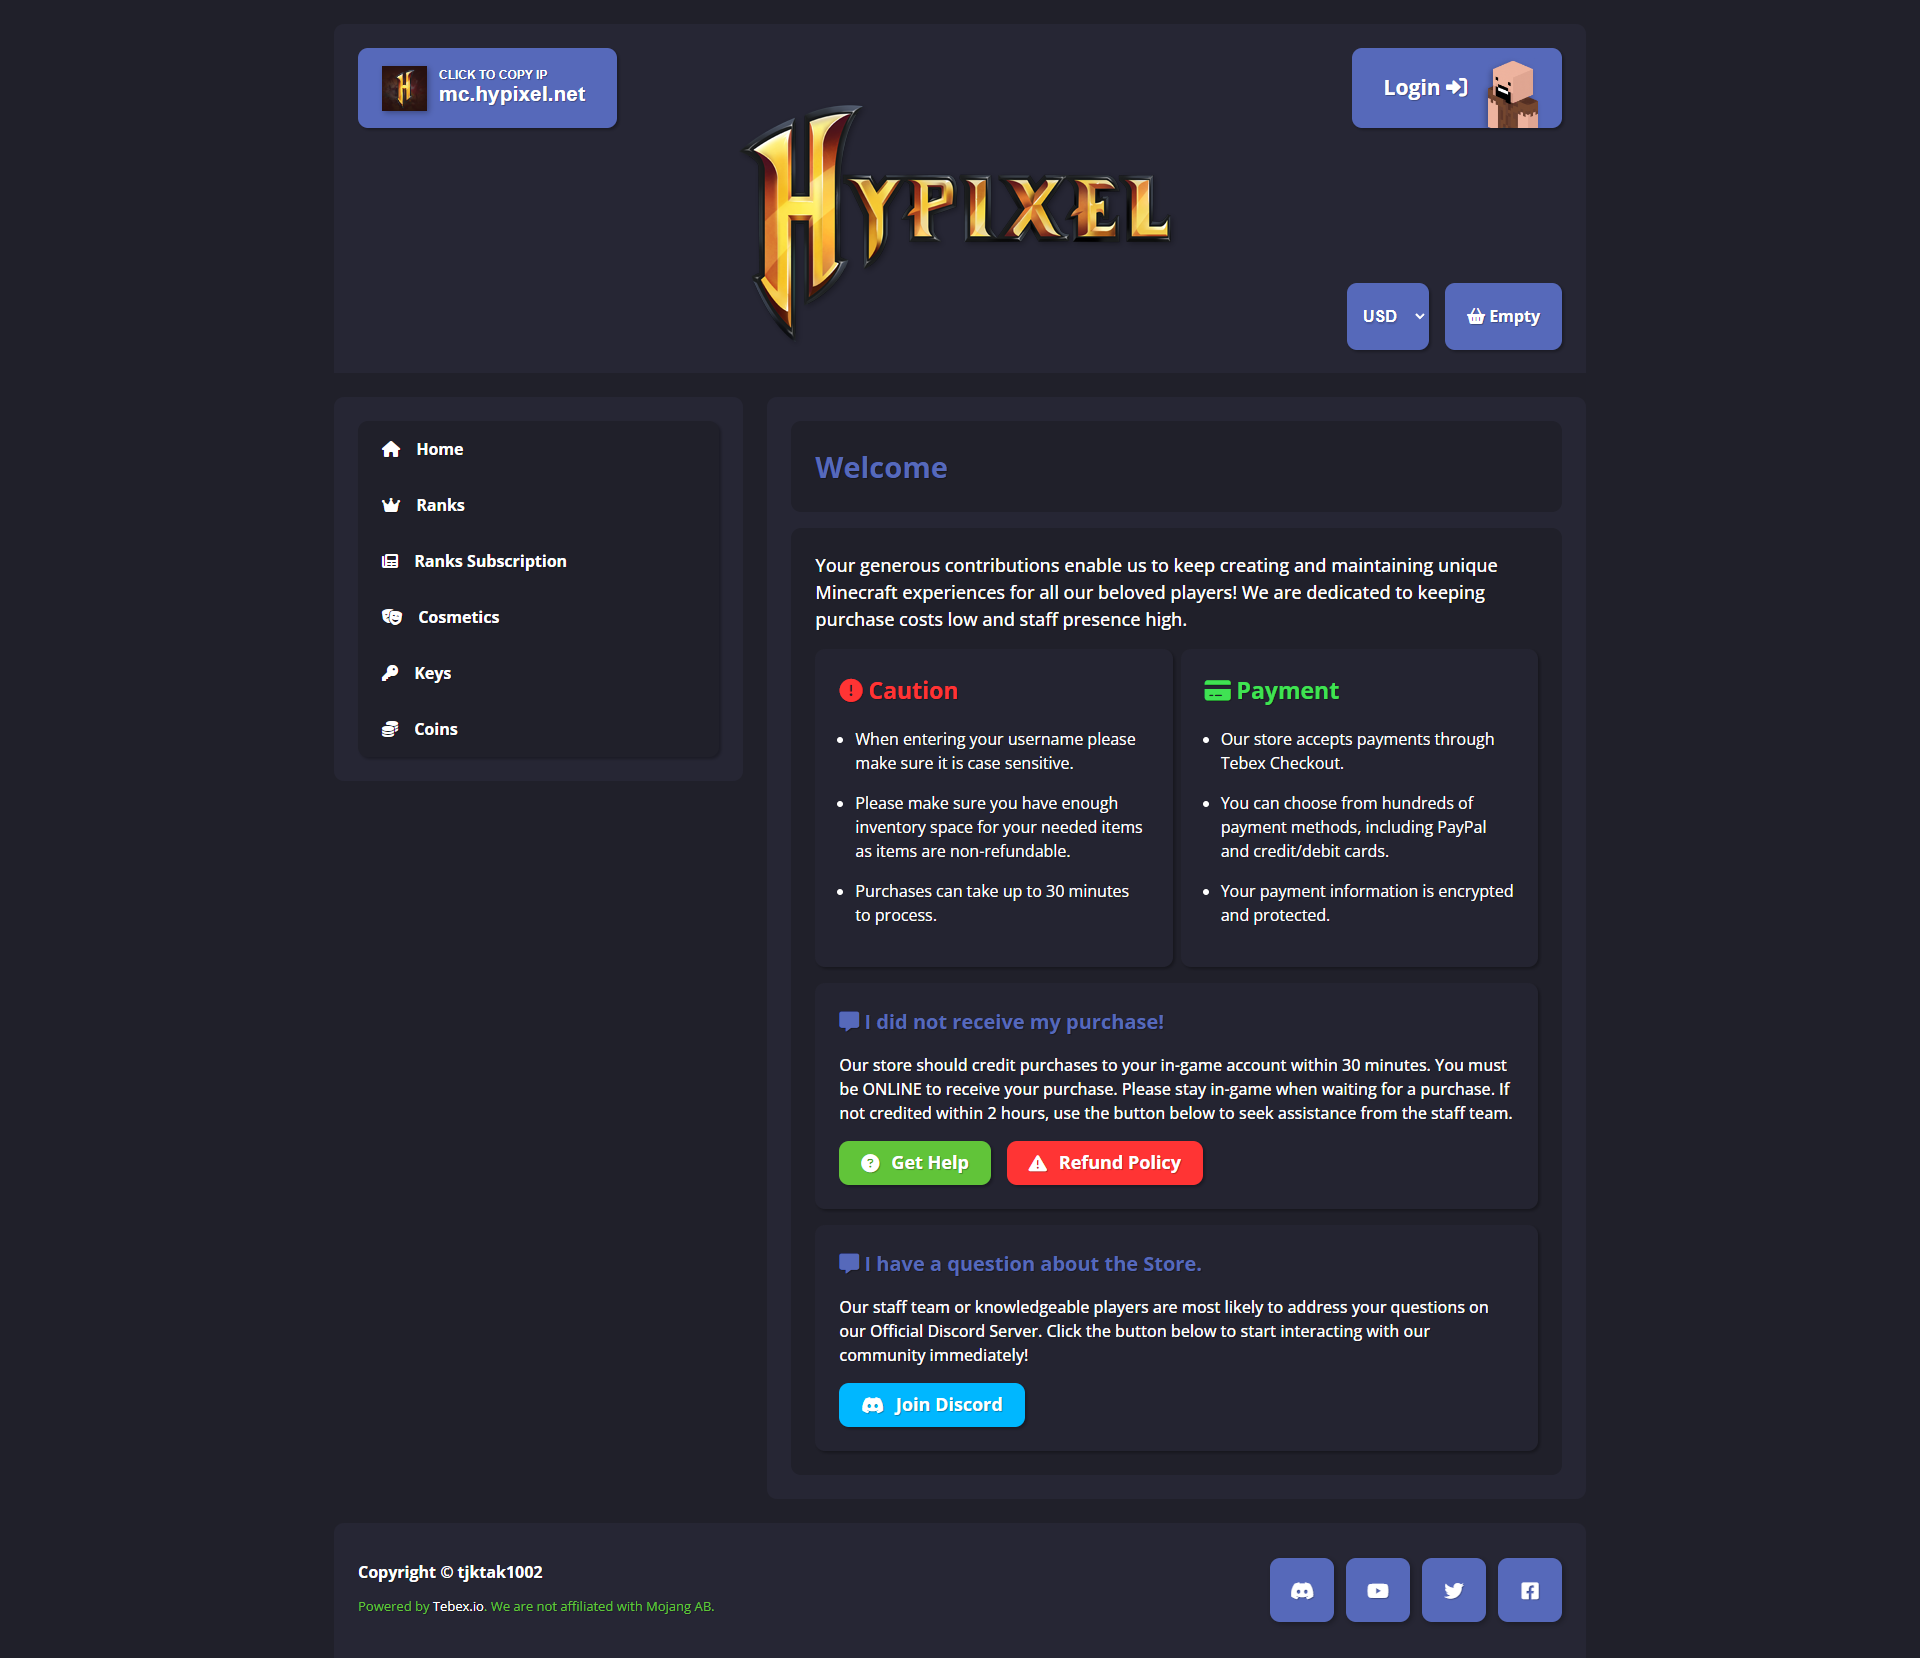 CLICK TO COPY IP
mc.hypixel.net
Login
HYPIXEL
USD
Empty
Home
Ranks
Ranks Subscription
Cosmetics
Keys
Coins
Welcome
Your generous contributions enable us to keep creating and maintaining unique
Minecraft experiences for all our beloved players! We are dedicated to keeping
purchase costs low and staff presence high.
Caution
• When entering your username please
make sure it is case sensitive.
• Please make sure you have enough
inventory space for your needed items
as items are non-refundable.
• Purchases can take up to 30 minutes
to process.
Payment
• Our store accepts payments through
Tebex Checkout.
• You can choose from hundreds of
payment methods, including PayPal
and credit/debit cards.
• Your payment information is encrypted
and protected.
I did not receive my purchase!
Our store should credit purchases to your in-game account within 30 minutes. You must
be ONLINE to receive your purchase. Please stay in-game when waiting for a purchase. If
not credited within 2 hours, use the button below to seek assistance from the staff team.
Get Help
Refund Policy
I have a question about the Store.
Our staff team or knowledgeable players are most likely to address your questions on
our Official Discord Server. Click the button below to start interacting with our
community immediately!
Join Discord
Copyright © tjktak1002
Powered by Tebex.io. We are not affiliated with Mojang AB.